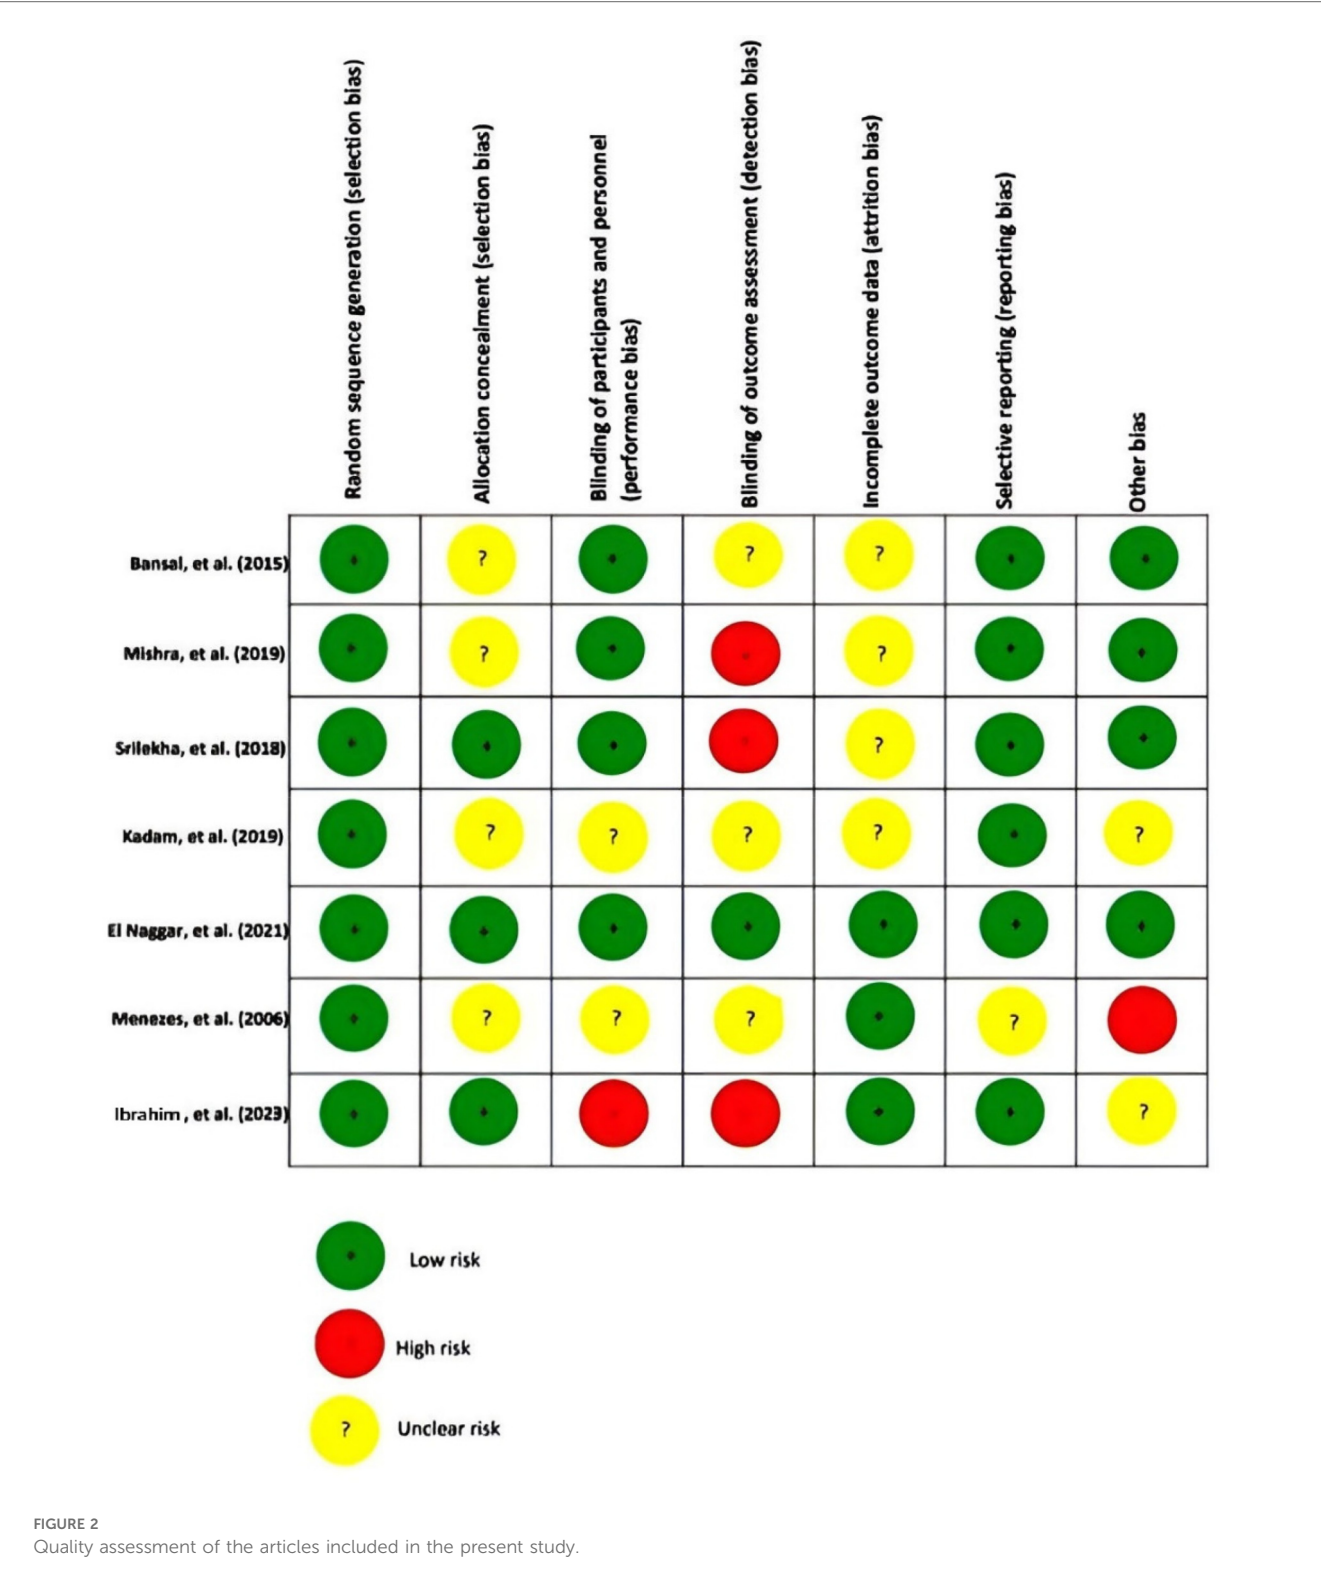 Random sequence generation (selection bias)
Allocation concealment (selection bias)
Blinding of participants and personnel
(performance bias)
Blinding of outcome assessment (detection bias)
Incomplete outcome data (attrition bias)
Selective reporting (reporting bias)
Other bias
Bansal, et al. (2015)
? ? ?
Mishra, et al. (2019)
? ?
Srilekha, et al. (2018)
?
Kadam, et al. (2019)
? ? ? ? ?
El Naggar, et al. (2021)
Menezes, et al. (2006)
? ? ? ?
Ibrahim , et al. (2023)
?
Low risk
High risk
? Unclear risk
FIGURE 2
Quality assessment of the articles included in the present study.